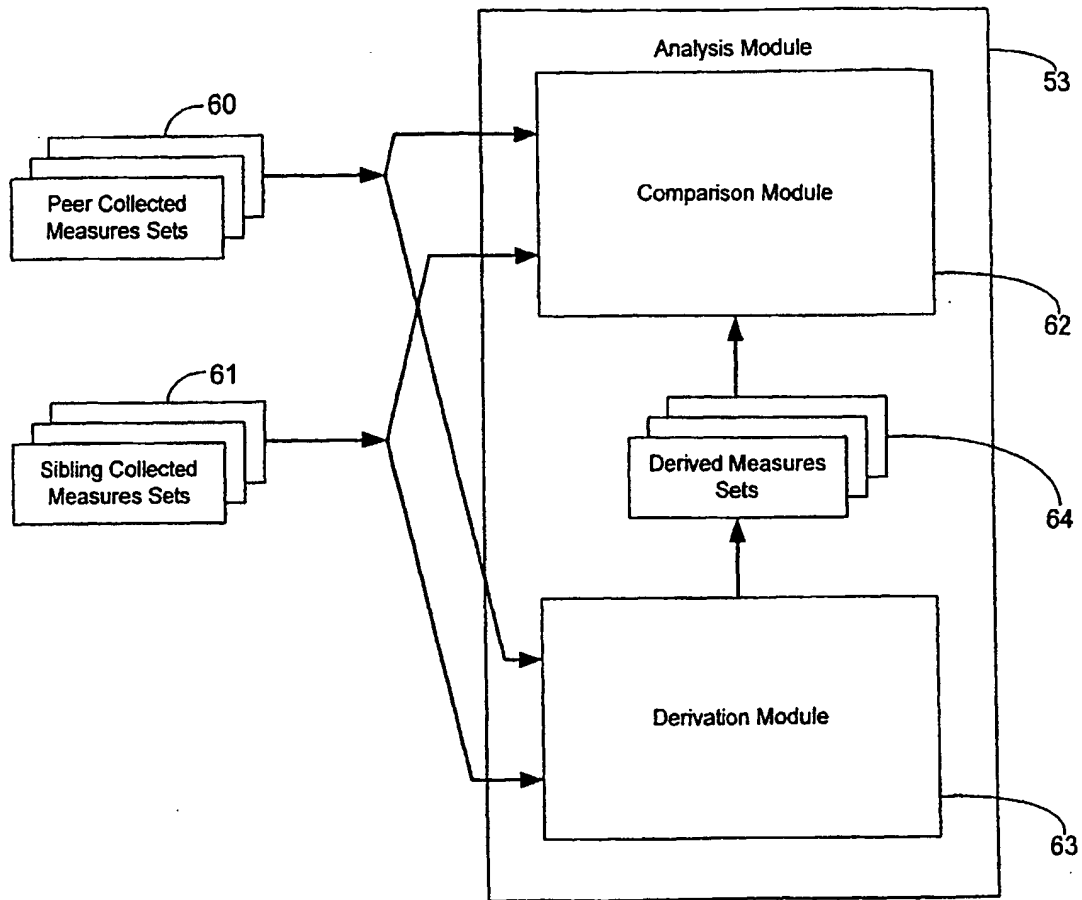 Analysis Module
53
60
Peer Collected
Measures Sets
Comparison Module
62
61
Sibling Collected
Measures Sets
Derived Measures
Sets
64
Derivation Module
63